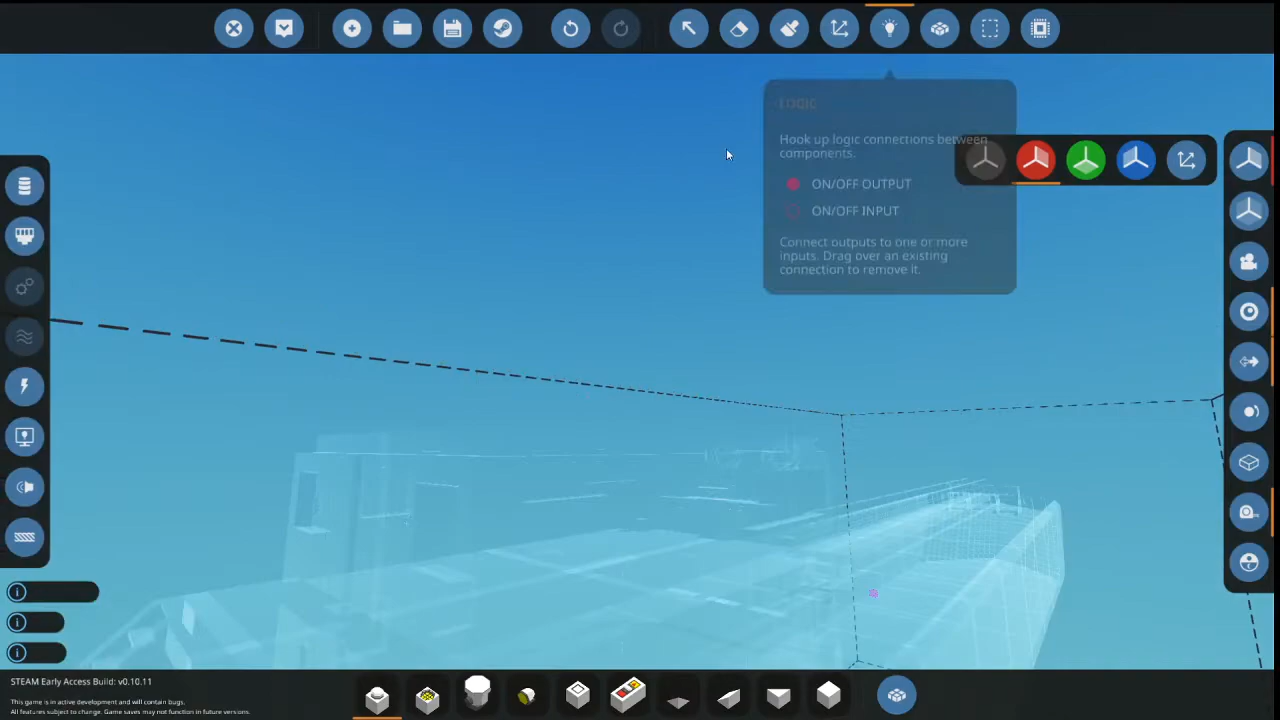 LOGIC
Hook up logic connections between
components.
ON/OFF OUTPUT
ON/OFF INPUT
Connect outputs to one or more
inputs. Drag over an existing
connection to remove it.
STEAM Early Access Build: v0.10.11
This game is in active development and will contain bugs.
All features subject to change. Game saves may not function in future versions.